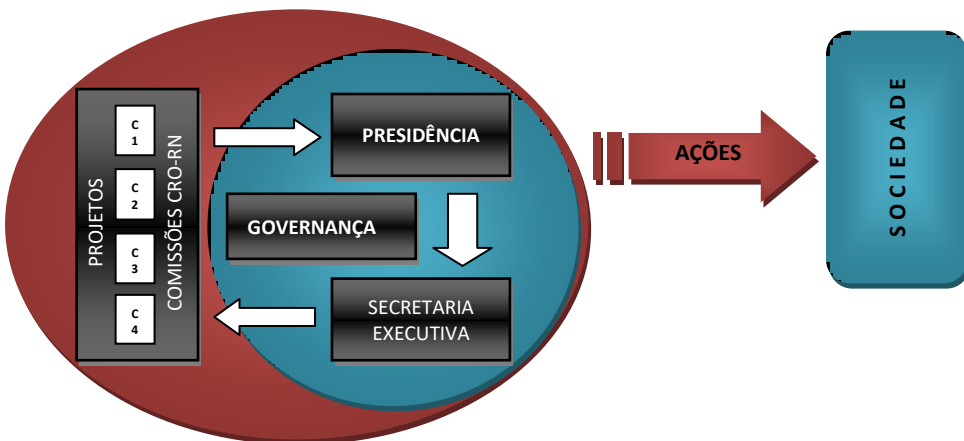 PROJETOS
C
1
C
2
C
3
C
4
COMISSÕES CRO-RN
PRESIDÊNCIA
GOVERNANÇA
SECRETARIA
EXECUTIVA
AÇÕES
SOCIEDADE